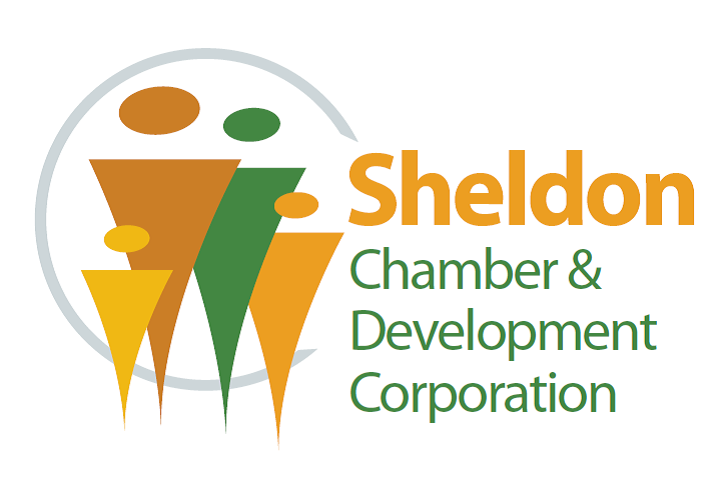 Sheldon
Chamber &
Development
Corporation